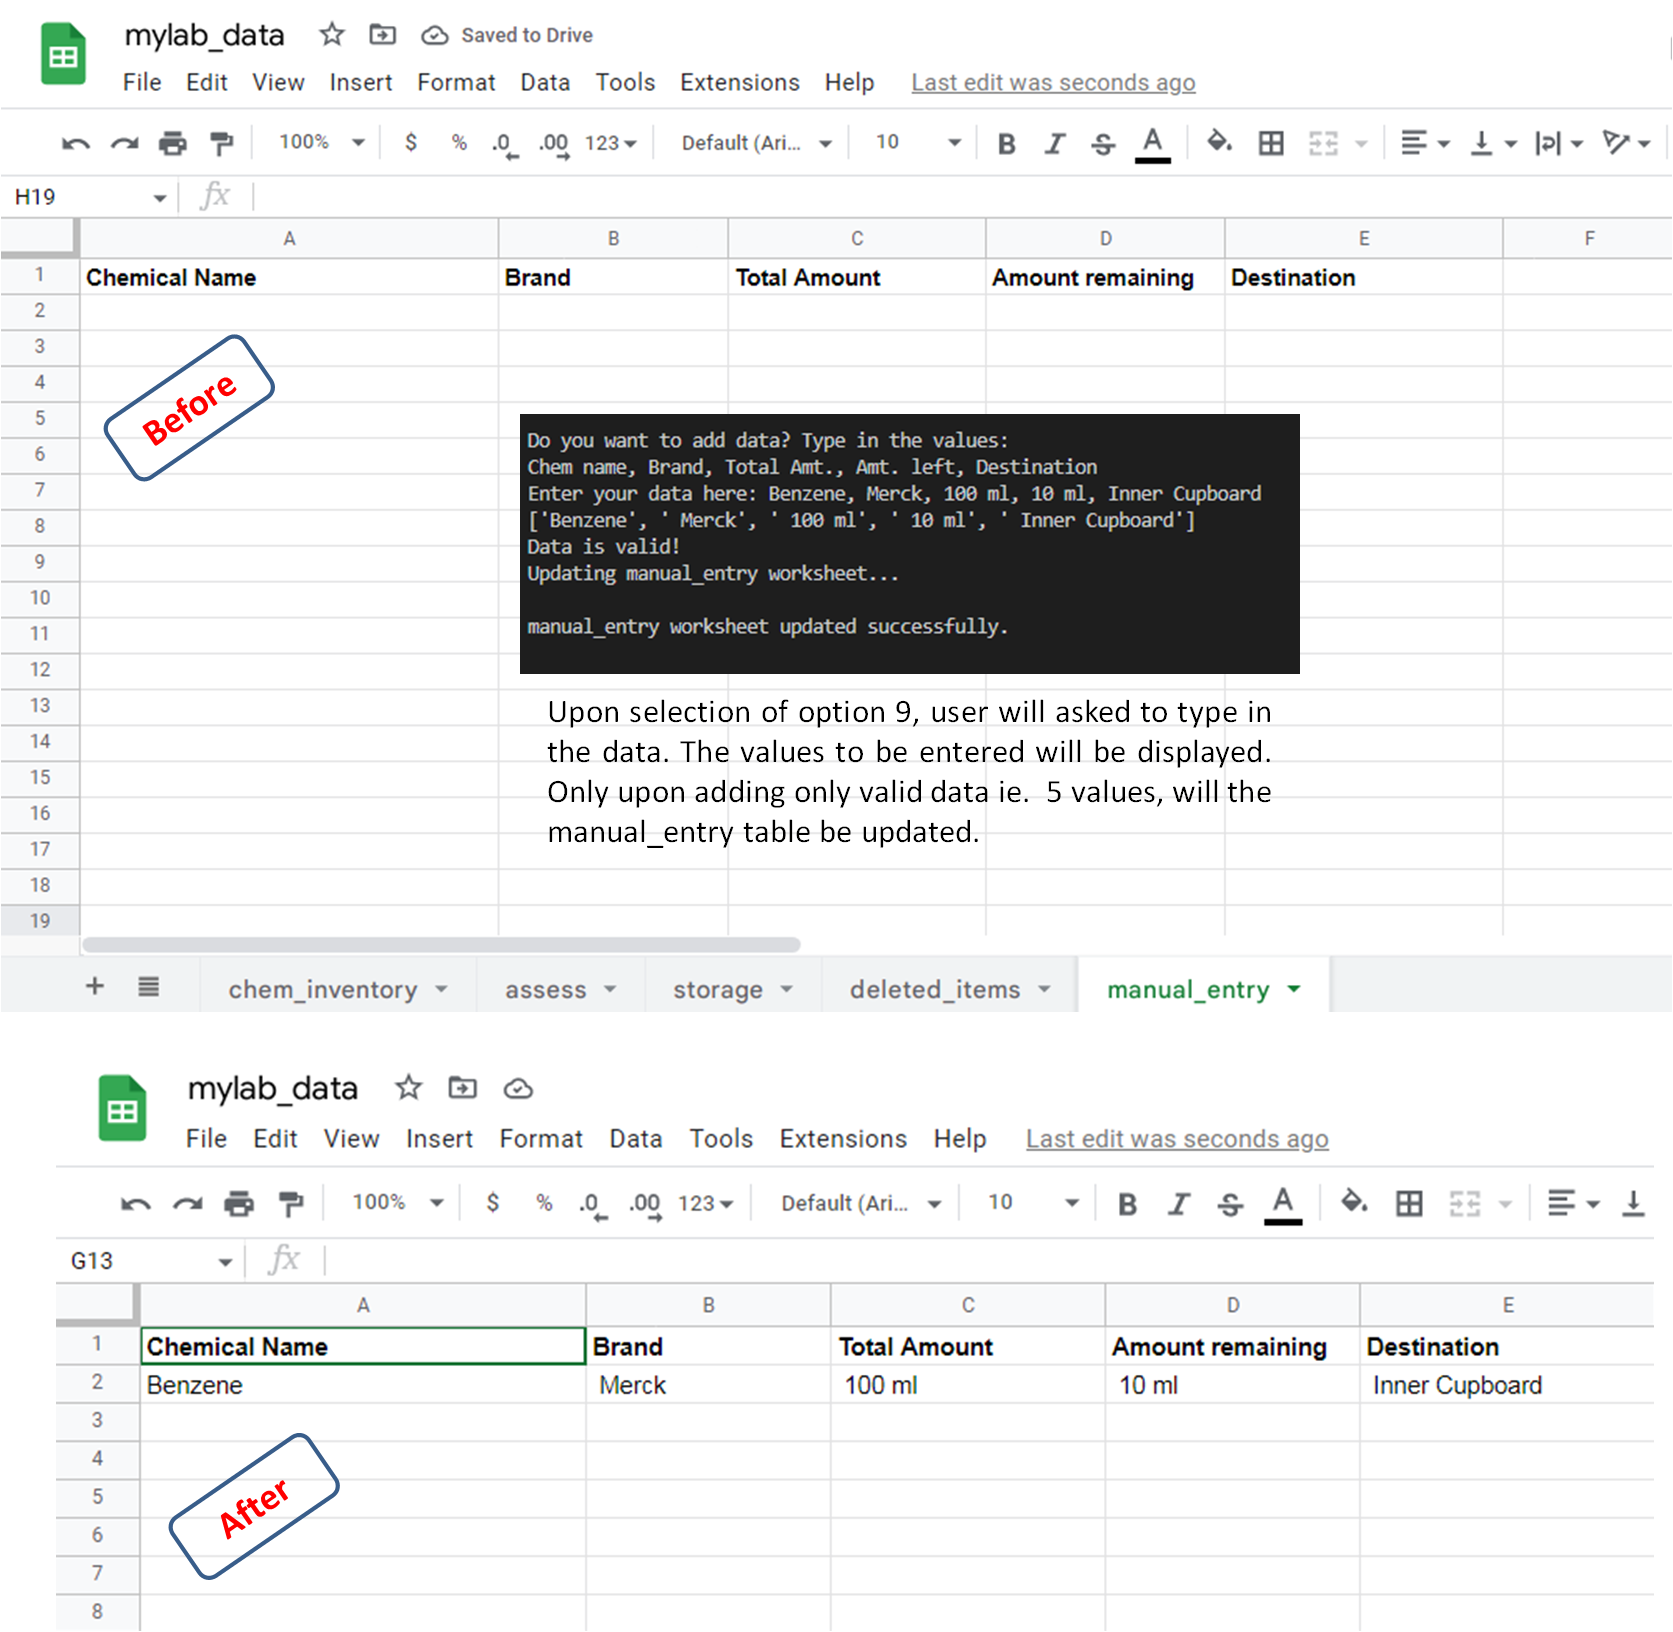 mylab_data Saved to Drive
File Edit View Insert Format Data Tools Extensions Help Last edit was seconds ago
100% $ % .0 .00 123 Default (Ari... 10 B I S A
H19 fx
A B C D E F
1 Chemical Name Brand Total Amount Amount remaining Destination
2
3
4
Before
5
6
7
8
9
10
11
12
13
14
15
16
17
18
19
Do you want to add data? Type in the values:
Chem name, Brand, Total Amt., Amt. left, Destination
Enter your data here: Benzene, Merck, 100 ml, 10 ml, Inner Cupboard
['Benzene', ' Merck', ' 100 ml', ' 10 ml', ' Inner Cupboard']
Data is valid!
Updating manual_entry worksheet...
manual_entry worksheet updated successfully.
Upon selection of option 9, user will asked to type in
the data. The values to be entered will be displayed.
Only upon adding only valid data ie. 5 values, will the
manual_entry table be updated.
+ chem_inventory assess storage deleted_items manual_entry
mylab_data
File Edit View Insert Format Data Tools Extensions Help Last edit was seconds ago
100% $ % .0 .00 123 Default (Ari... 10 B I S A
G13 fx
A B C D E
1 Chemical Name Brand Total Amount Amount remaining Destination
2 Benzene Merck 100 ml 10 ml Inner Cupboard
3
4
After
5
6
7
8